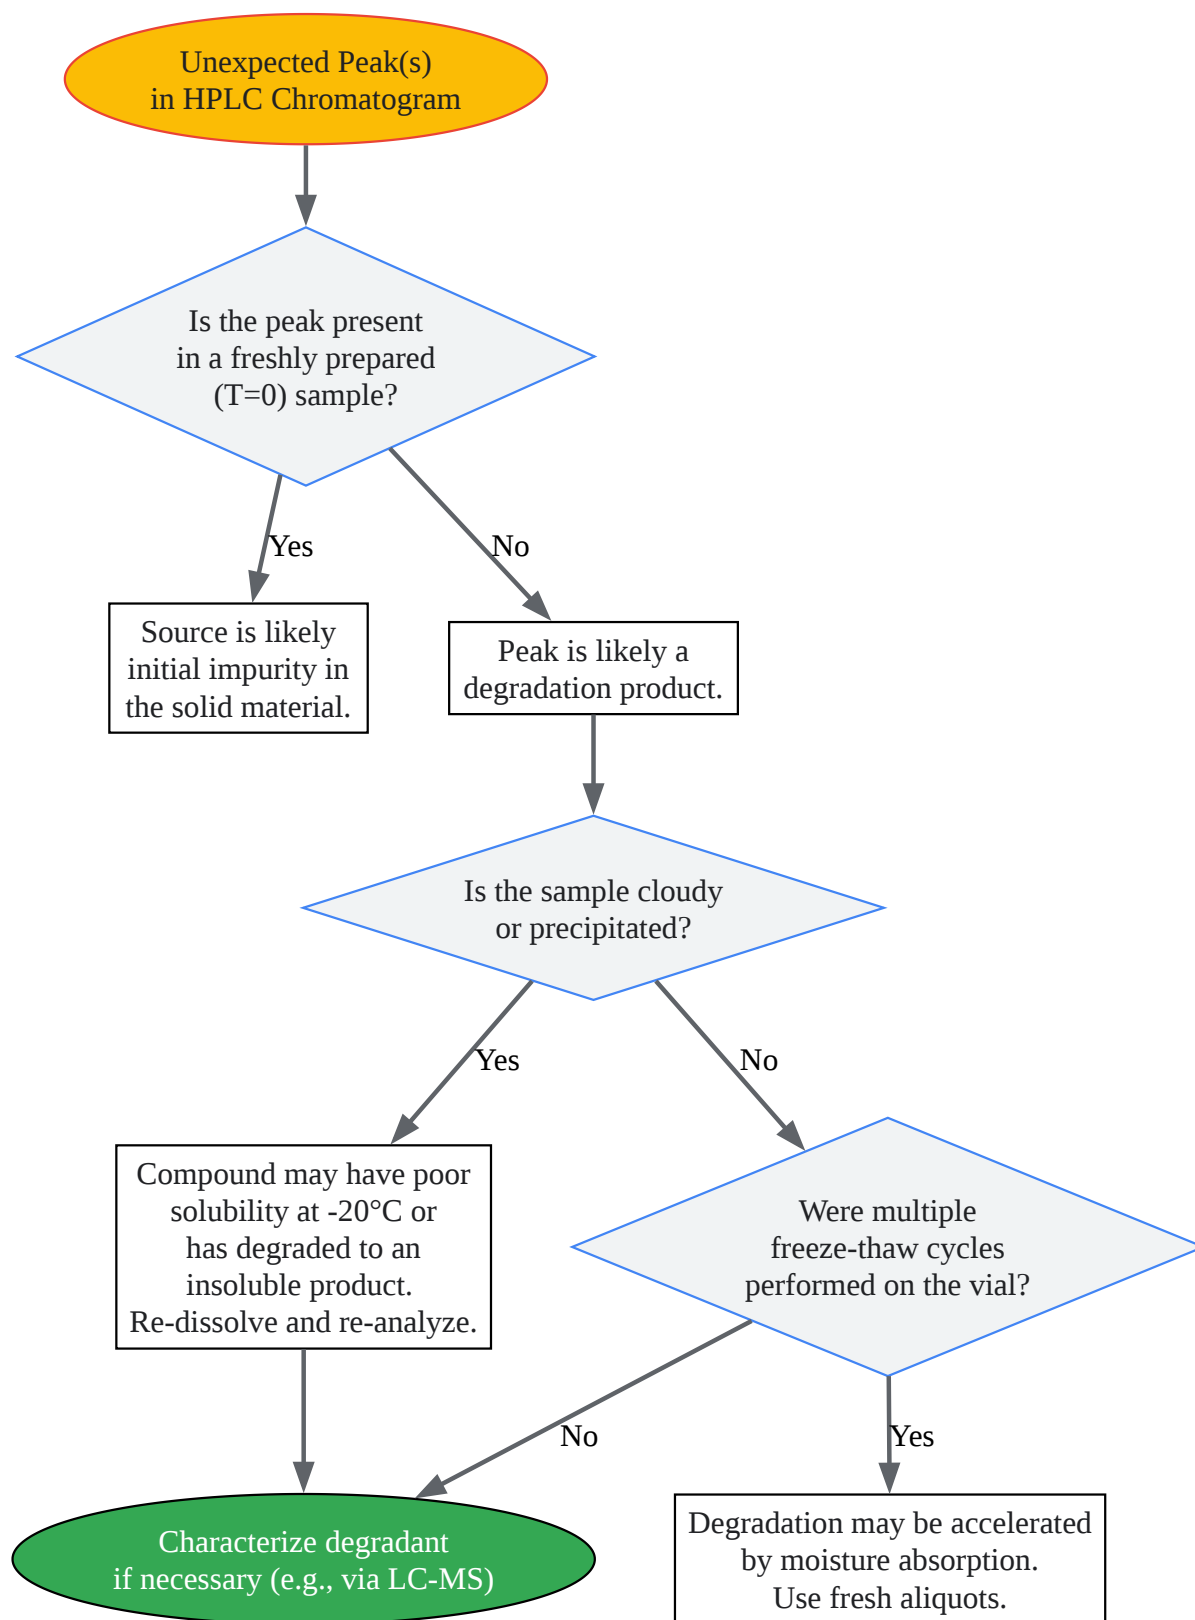 Unexpected Peak(s)
in HPLC Chromatogram
Is the peak present
in a freshly prepared
(T=0) sample?
Yes
No
Source is likely
initial impurity in
the solid material.
Peak is likely a
degradation product.
Is the sample cloudy
or precipitated?
Yes
No
Compound may have poor
solubility at -20°C or
has degraded to an
insoluble product.
Re-dissolve and re-analyze.
Were multiple
freeze-thaw cycles
performed on the vial?
No
Yes
Characterize degradant
if necessary (e.g., via LC-MS)
Degradation may be accelerated
by moisture absorption.
Use fresh aliquots.